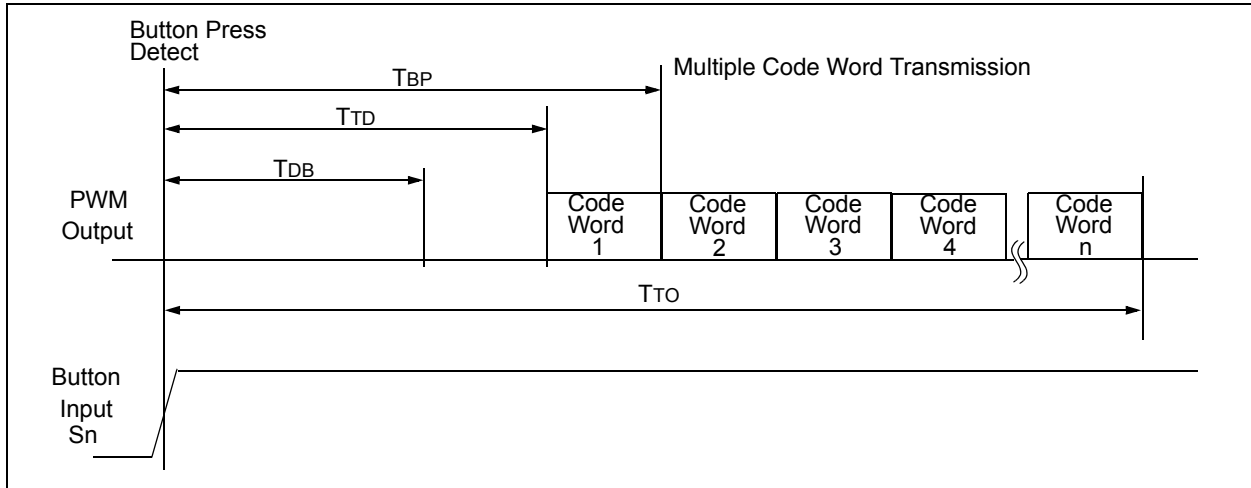 Button Press
Detect
TBP
Multiple Code Word Transmission
TTD
TDB
PWM
Output
Code
Word
1
Code
Word
2
Code
Word
3
Code
Word
4
Code
Word
n
TTO
Button
Input
Sn